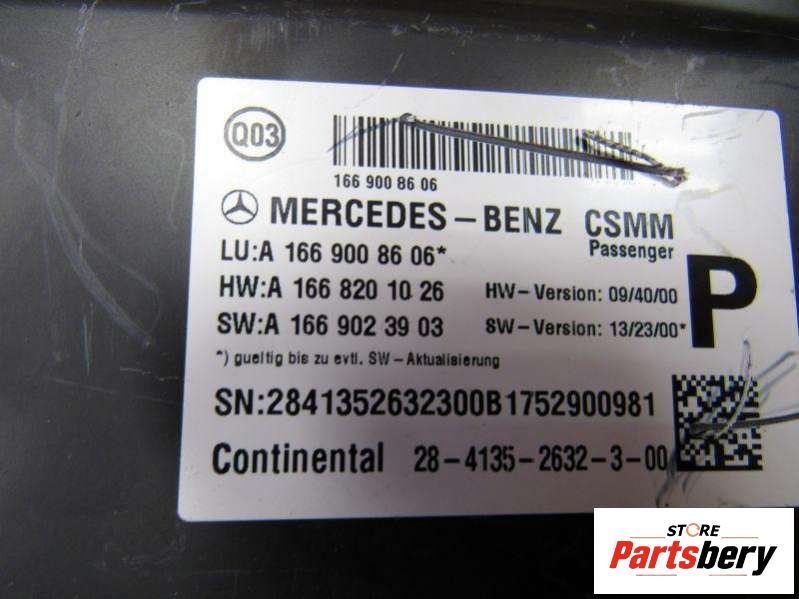 Q03
166 900 86 06
MERCEDES-BENZ CSMM
Passenger
LU:A 166 900 86 06*
P
HW:A 166 820 10 26 HW-Version: 09/40/00
SW:A 166 902 39 03 SW-Version: 13/23/00*
*) gueltig bis zu evtl. SW-Aktualisierung
SN:2841352632300B1752900981
Continental 28-4135-2632-3-00
STORE
Partsbery